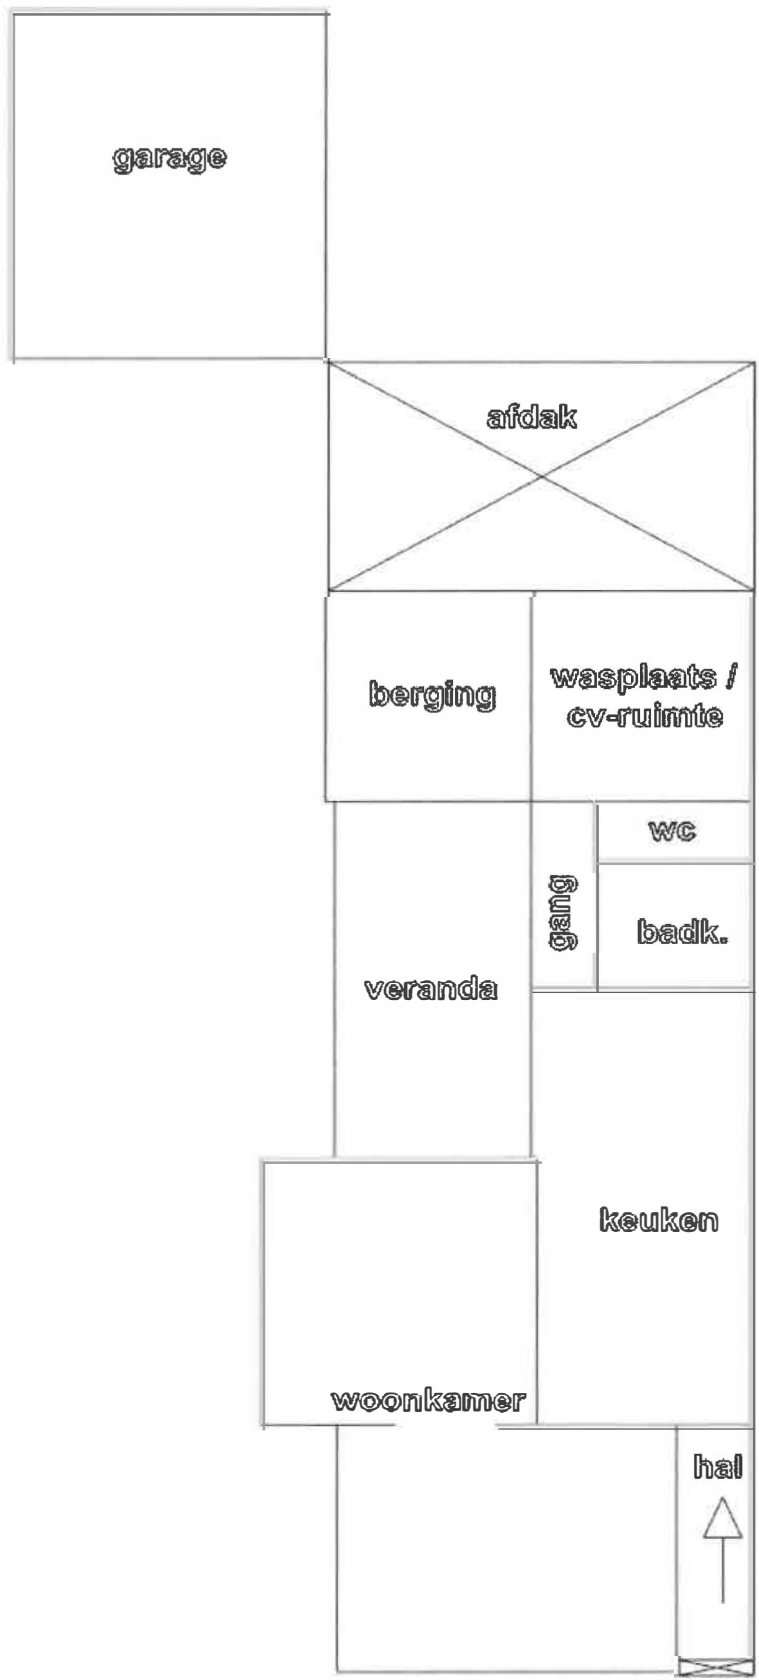 garage
afdak
berging
wasplaats /
cv-ruimte
wc
gang
badk.
veranda
keuken
woonkamer
hal